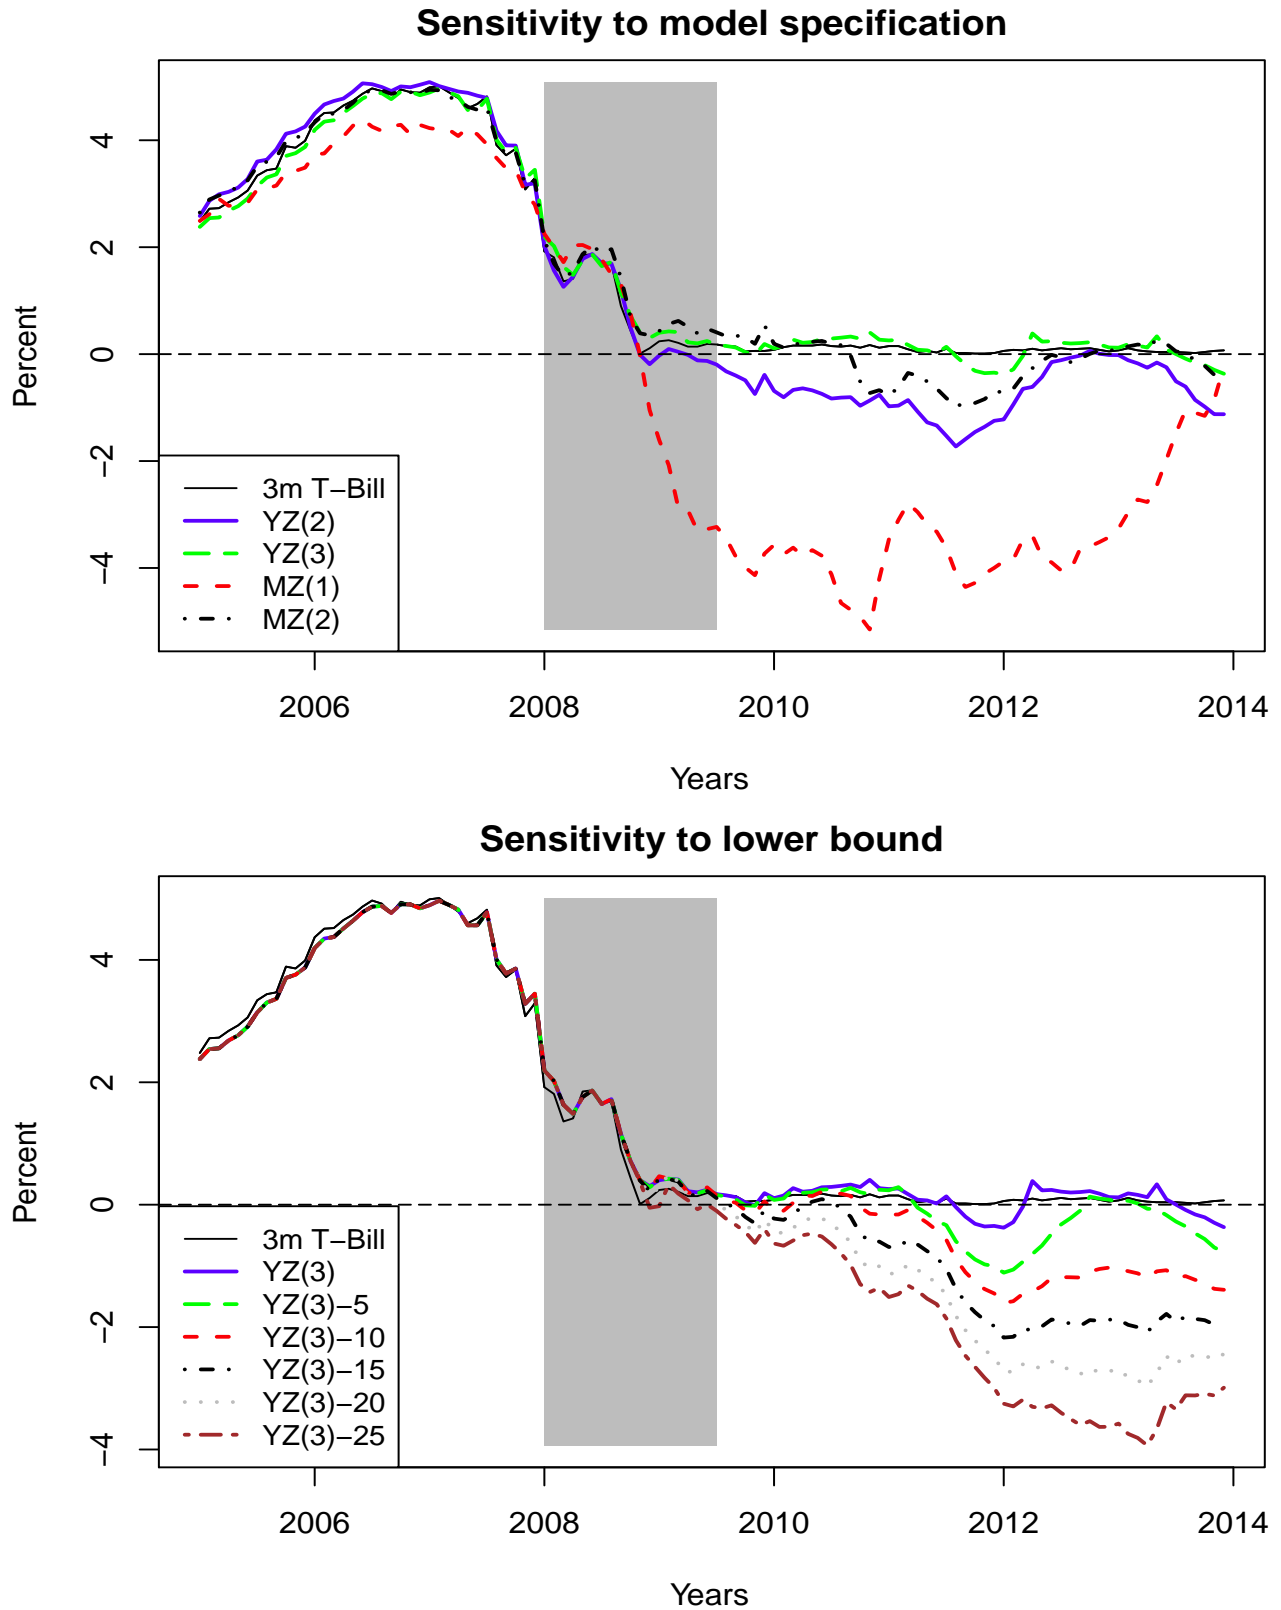 Sensitivity to model specification
Percent
4
2
0
−2
−4
3m T−Bill
YZ(2)
YZ(3)
MZ(1)
MZ(2)
2006 2008 2010 2012 2014
Years
Sensitivity to lower bound
Percent
4
2
0
−2
−4
3m T−Bill
YZ(3)
YZ(3)−5
YZ(3)−10
YZ(3)−15
YZ(3)−20
YZ(3)−25
2006 2008 2010 2012 2014
Years